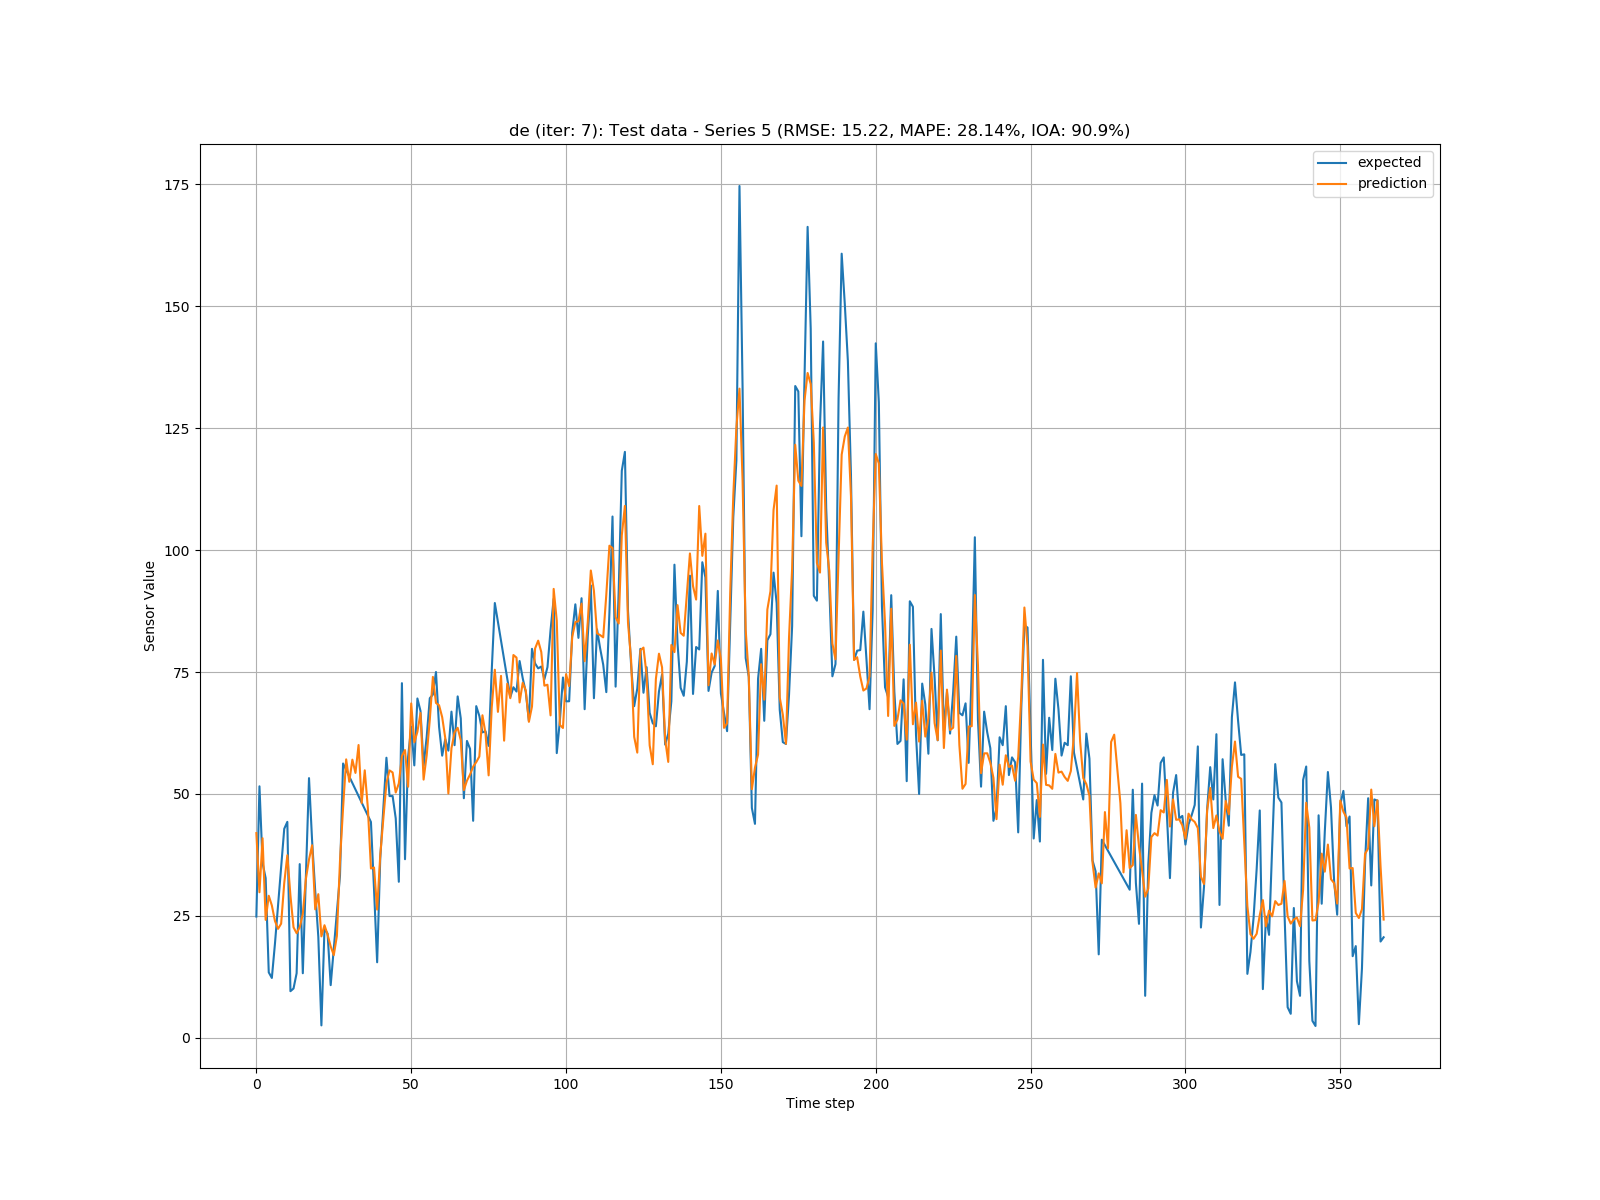 de (iter: 7): Test data - Series 5 (RMSE: 15.22, MAPE: 28.14%, IOA: 90.9%)
expected
prediction
175
150
125
100
75
50
25
0
Sensor Value
0 50 100 150 200 250 300 350
Time step